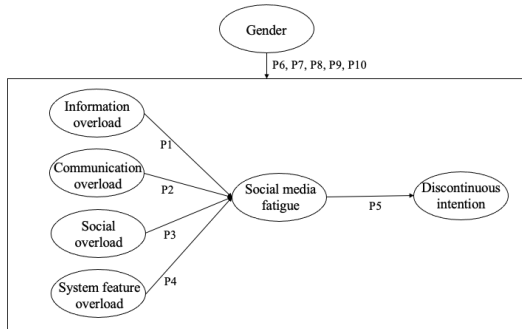 Gender
P6, P7, P8, P9, P10
Information
overload
P1
Communication
overload
P2
Social media
fatigue
P5
Discontinuous
intention
Social
overload
P3
System feature
overload
P4